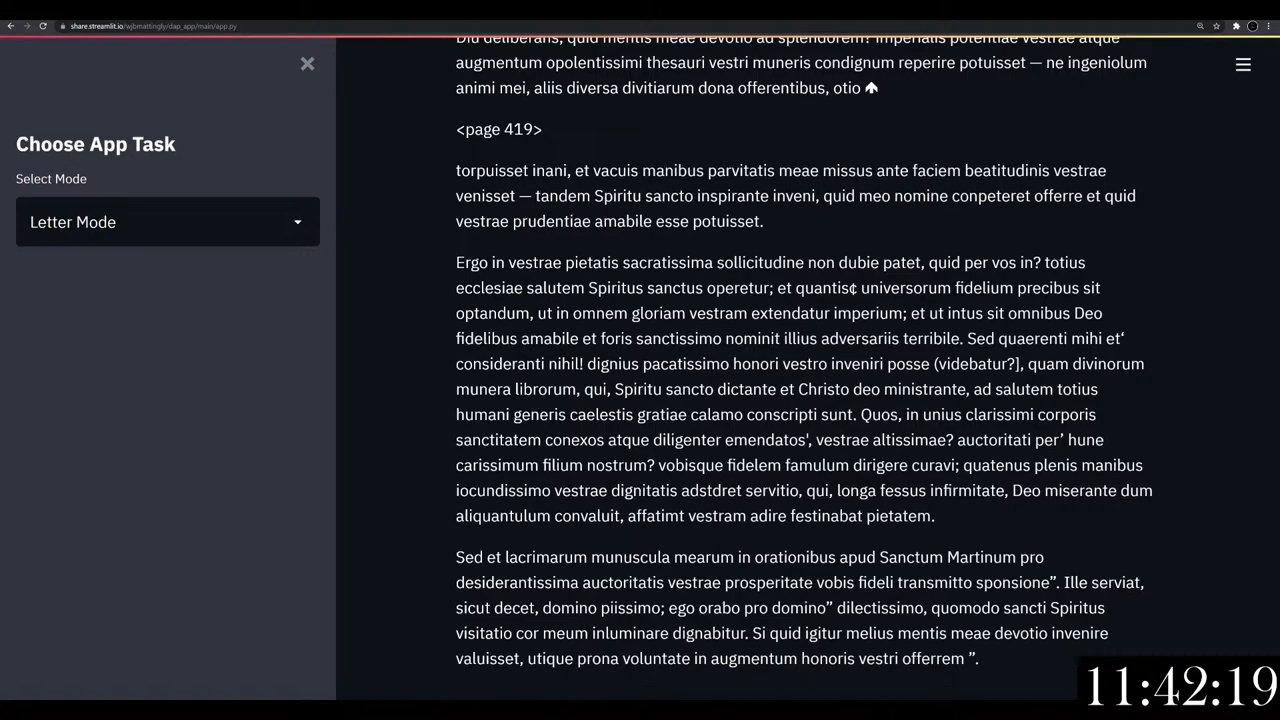 share.streamlit.io/wjbmattingly/dap_app/main/app.py
Choose App Task
Select Mode
Letter Mode
Diu deliberans, quid mentis meae devotio ad splendorem? imperialis potentiae vestrae atque
augmentum opolentissimi thesauri vestri muneris condignum reperire potuisset — ne ingeniolum
animi mei, aliis diversa divitiarum dona offerentibus, otio
<page 419>
torpuisset inani, et vacuis manibus parvitatis meae missus ante faciem beatitudinis vestrae
venisset — tandem Spiritu sancto inspirante inveni, quid meo nomine conpeteret offerre et quid
vestrae prudentiae amabile esse potuisset.
Ergo in vestrae pietatis sacratissima sollicitudine non dubie patet, quid per vos in? totius
ecclesiae salutem Spiritus sanctus operetur; et quantis¢ universorum fidelium precibus sit
optandum, ut in omnem gloriam vestram extendatur imperium; et ut intus sit omnibus Deo
fidelibus amabile et foris sanctissimo nominit illius adversariis terribile. Sed quaerenti mihi et‘
consideranti nihil! dignius pacatissimo honori vestro inveniri posse (videbatur?], quam divinorum
munera librorum, qui, Spiritu sancto dictante et Christo deo ministrante, ad salutem totius
humani generis caelestis gratiae calamo conscripti sunt. Quos, in unius clarissimi corporis
sanctitatem conexos atque diligenter emendatos', vestrae altissimae? auctoritati per’ hune
carissimum filium nostrum? vobisque fidelem famulum dirigere curavi; quatenus plenis manibus
iocundissimo vestrae dignitatis adstdret servitio, qui, longa fessus infirmitate, Deo miserante dum
aliquantulum convaluit, affatimt vestram adire festinabat pietatem.
Sed et lacrimarum munuscula mearum in orationibus apud Sanctum Martinum pro
desiderantissima auctoritatis vestrae prosperitate vobis fideli transmitto sponsione”. Ille serviat,
sicut decet, domino piissimo; ego orabo pro domino” dilectissimo, quomodo sancti Spiritus
visitatio cor meum inluminare dignabitur. Si quid igitur melius mentis meae devotio invenire
valuisset, utique prona voluntate in augmentum honoris vestri offerrem ”.
11:42:19